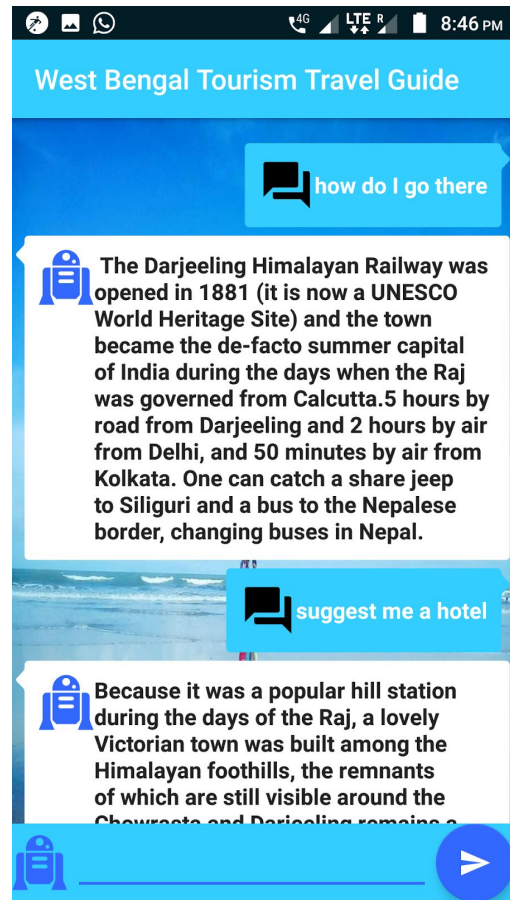 4G LTE R 8:46 PM
West Bengal Tourism Travel Guide
how do I go there
The Darjeeling Himalayan Railway was
opened in 1881 (it is now a UNESCO
World Heritage Site) and the town
became the de-facto summer capital
of India during the days when the Raj
was governed from Calcutta.5 hours by
road from Darjeeling and 2 hours by air
from Delhi, and 50 minutes by air from
Kolkata. One can catch a share jeep
to Siliguri and a bus to the Nepalese
border, changing buses in Nepal.
suggest me a hotel
Because it was a popular hill station
during the days of the Raj, a lovely
Victorian town was built among the
Himalayan foothills, the remnants
of which are still visible around the
Chowrasta and Darjeeling remains a